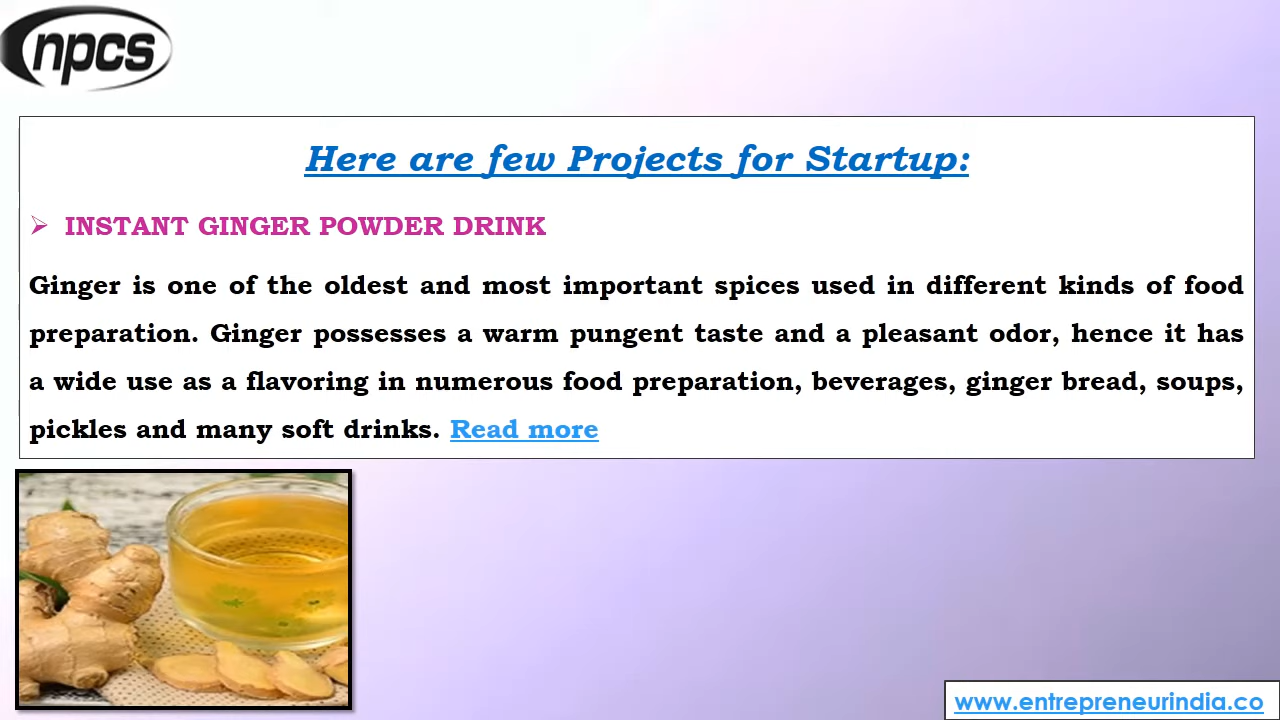 npcs
Here are few Projects for Startup:
➢ INSTANT GINGER POWDER DRINK
Ginger is one of the oldest and most important spices used in different kinds of food
preparation. Ginger possesses a warm pungent taste and a pleasant odor, hence it has
a wide use as a flavoring in numerous food preparation, beverages, ginger bread, soups,
pickles and many soft drinks. Read more
www.entrepreneurindia.co